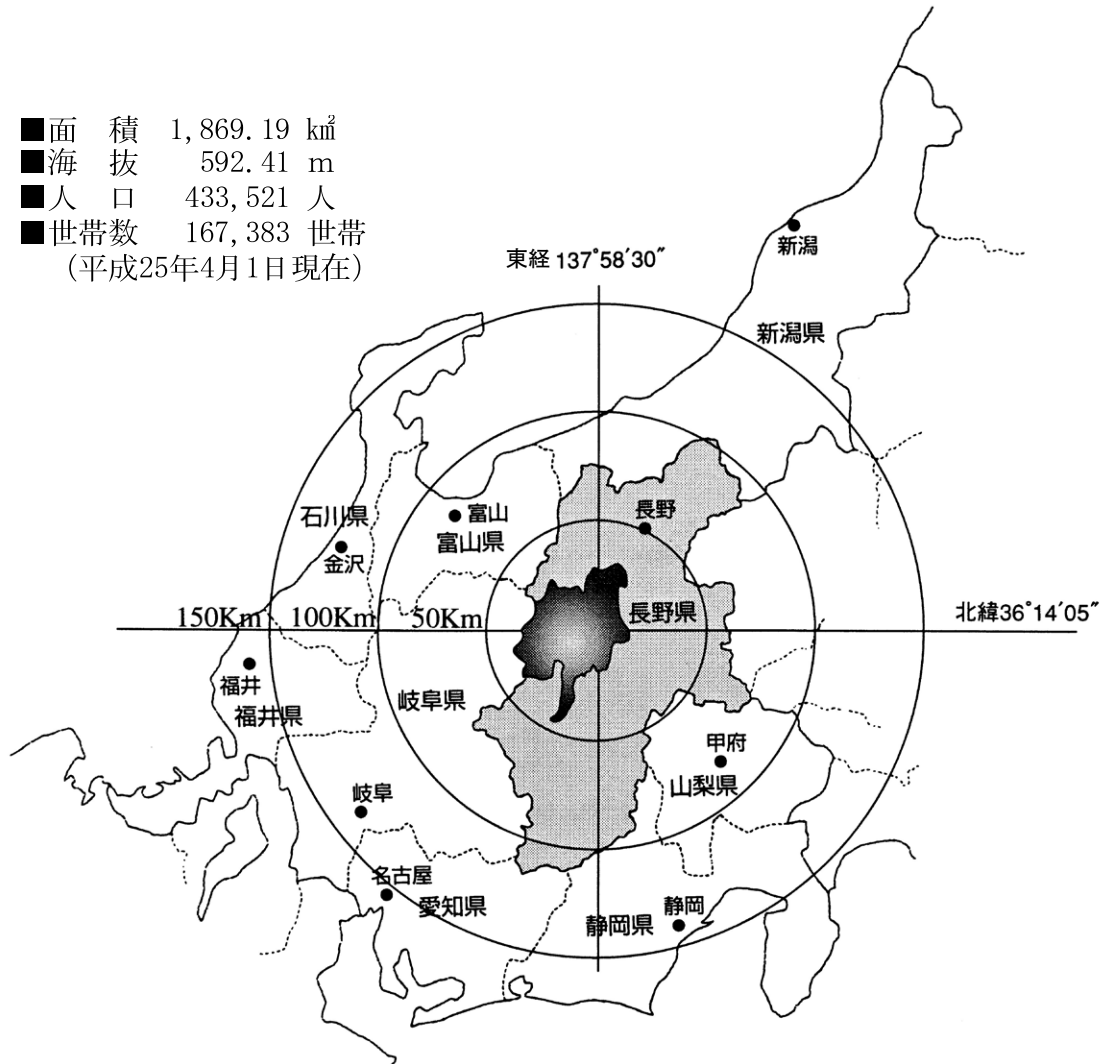 ■面　積　1,869.19 k㎡
■海　抜　592.41 m
■人　口　433,521 人
■世帯数　167,383 世帯
（平成25年4月1日現在）
東経 137°58′30″
新潟
新潟県
石川県
金沢
富山
富山県
長野
長野県
150Km 100Km 50Km
北緯36°14′05″
福井
福井県
岐阜県
甲府
山梨県
岐阜
名古屋
愛知県
静岡県
静岡